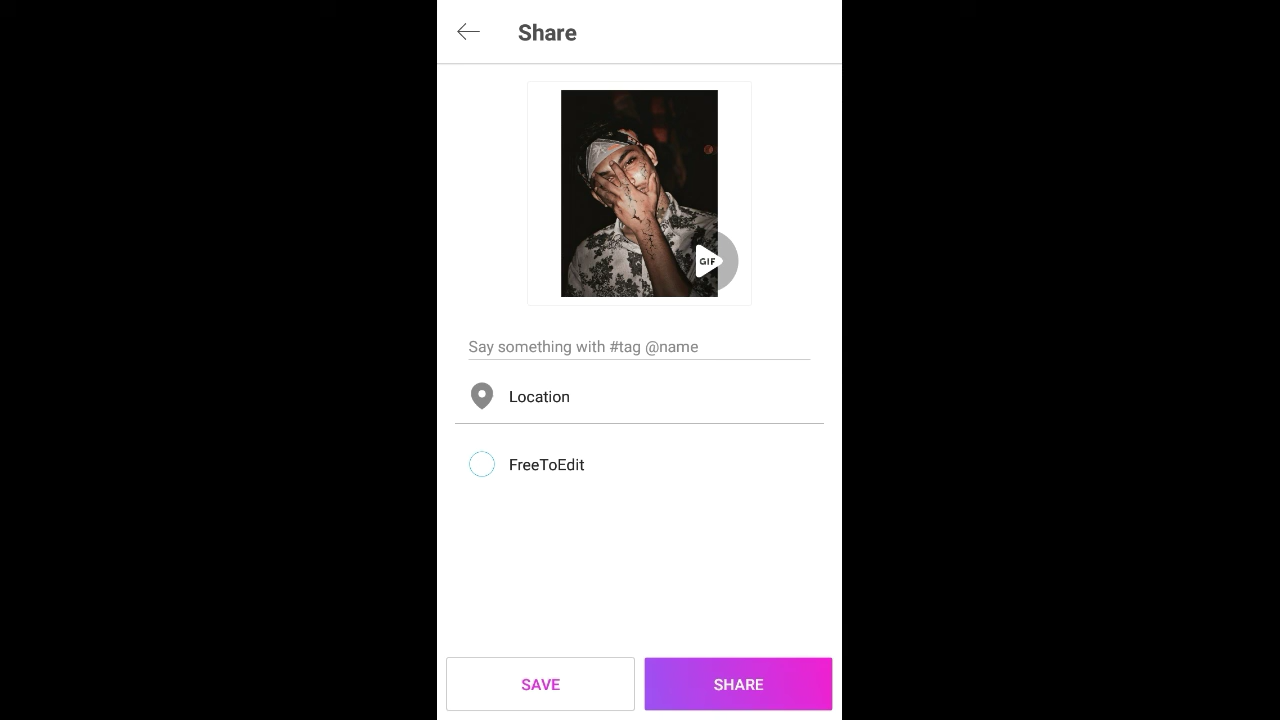 Share
GIF
Say something with #tag @name
Location
FreeToEdit
SAVE
SHARE